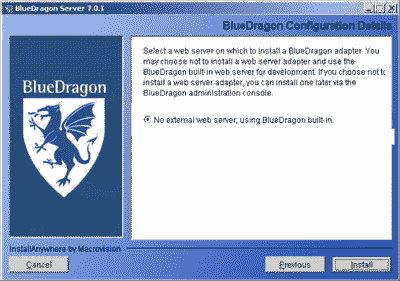 BlueDragon Server 7.0.1
BlueDragon Configuration Details
BlueDragon
Select a web server on which to install a BlueDragon adapter. You
may choose not to install a web server adapter and use the
BlueDragon built-in web server for development. If you choose not to
install a web server adapter, you can install one later via the
BlueDragon administration console.
No external web server, using BlueDragon built-in.
InstallAnywhere by Macrovision
Cancel
Previous
Install